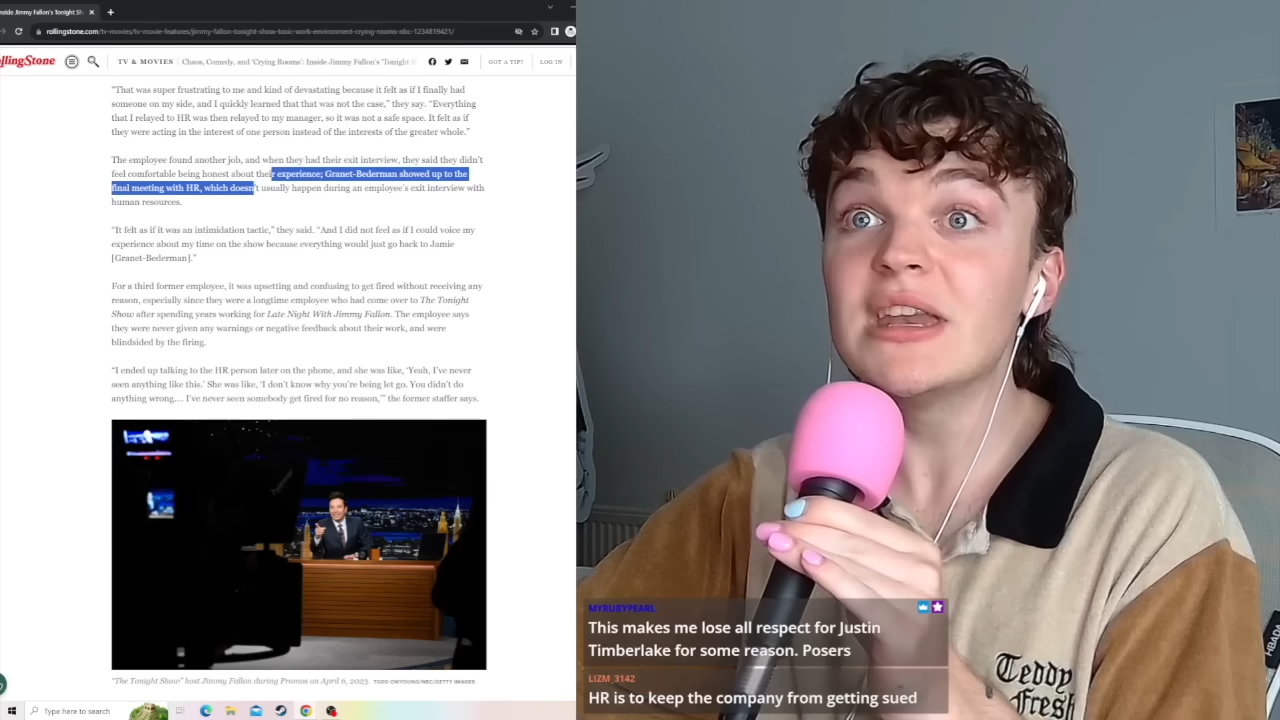 nside Jimmy Fallon's 'Tonight Sh
rollingstone.com/tv-movies/tv-movie-features/jimmy-fallon-tonight-show-toxic-work-environment-crying-rooms-nbc-1234819421/
llingStone
TV & MOVIES
Chaos, Comedy, and 'Crying Rooms': Inside Jimmy Fallon's 'Tonight S
GOT A TIP?
LOG IN
"That was super frustrating to me and kind of devastating because it felt as if I finally had
someone on my side, and I quickly learned that that was not the case," they say. "Everything
that I relayed to HR was then relayed to my manager, so it was not a safe space. It felt as if
they were acting in the interest of one person instead of the interests of the greater whole."
The employee found another job, and when they had their exit interview, they said they didn't
feel comfortable being honest about their experience; Granet-Bederman showed up to the
final meeting with HR, which doesn't usually happen during an employee's exit interview with
human resources.
"It felt as if it was an intimidation tactic," they said. "And I did not feel as if I could voice my
experience about my time on the show because everything would just go back to Jamie
[Granet-Bederman]."
For a third former employee, it was upsetting and confusing to get fired without receiving any
reason, especially since they were a longtime employee who had come over to The Tonight
Show after spending years working for Late Night With Jimmy Fallon. The employee says
they were never given any warnings or negative feedback about their work, and were
blindsided by the firing.
"I ended up talking to the HR person later on the phone, and she was like, 'Yeah, I've never
seen anything like this.' She was like, 'I don't know why you're being let go. You didn't do
anything wrong,... I've never seen somebody get fired for no reason,'" the former staffer says.
"The Tonight Show" host Jimmy Fallon during Promos on April 6, 2023. TODD OWYOUNG/NBC/GETTY IMAGES
Type here to search
MYRUBYPEARL
This makes me lose all respect for Justin
Timberlake for some reason. Posers
LIZM_3142
HR is to keep the company from getting sued
Teddy
Fresh